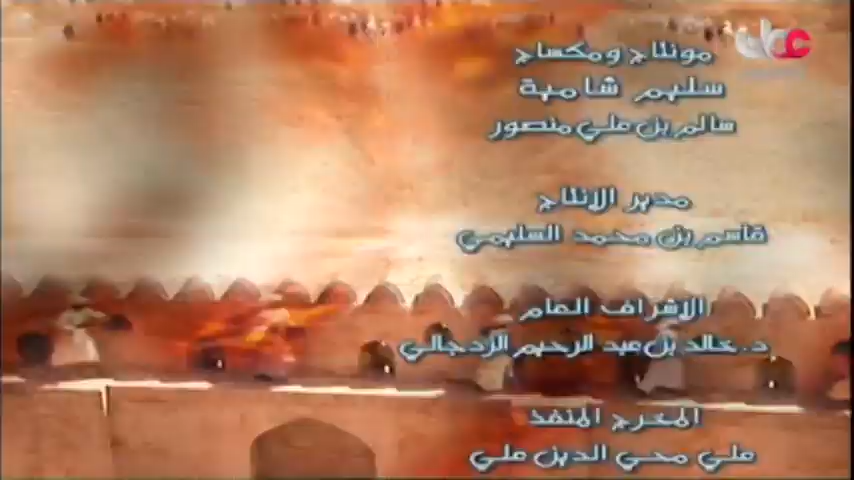 مونتاج ومكساج
سليم شامية
سالم بن علي منصور
مدير الإنتاج
قاسم بن محمد السليمي
الإشراف العام
د. خالد بن عبد الرحيم الزدجالي
المخرج المنفذ
علي محي الدين علي